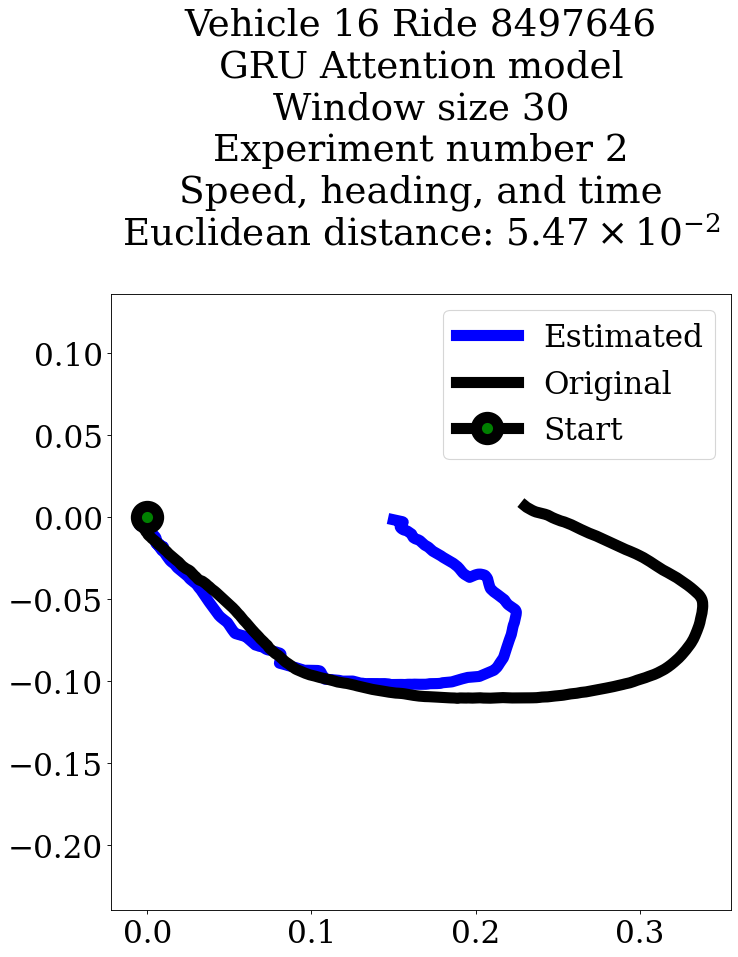 Vehicle 16 Ride 8497646
GRU Attention model
Window size 30
Experiment number 2
Speed, heading, and time
Euclidean distance: 5.47 × 10⁻²
Estimated
Original
Start
0.10
0.05
0.00
−0.05
−0.10
−0.15
−0.20
0.0 0.1 0.2 0.3